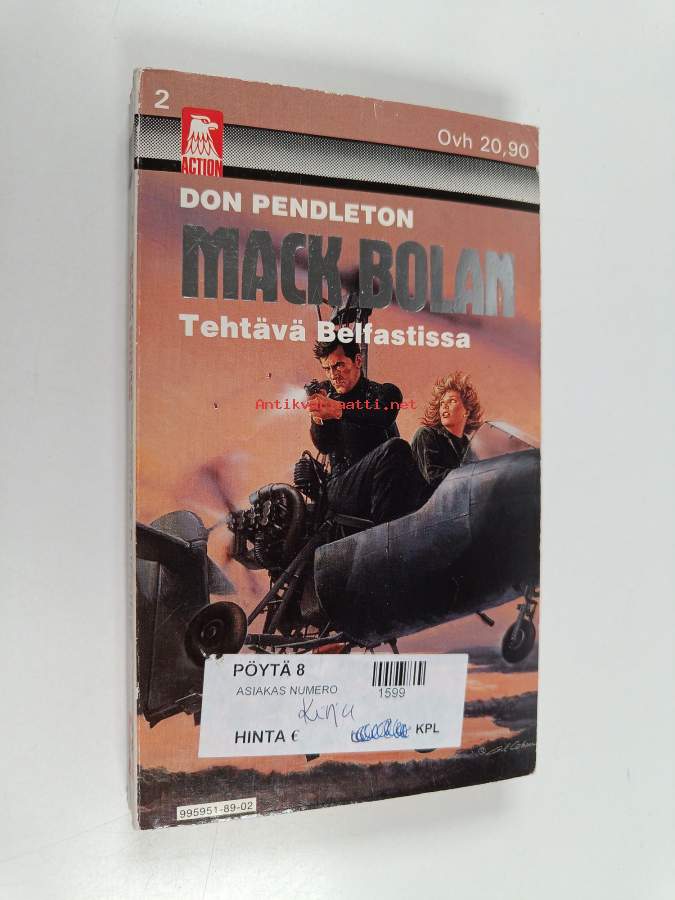 2
Ovh 20,90
ACTION
DON PENDLETON
MACK BOLAN
Tehtävä Belfastissa
Antikvariaatti.net
PÖYTÄ 8
ASIAKAS NUMERO
1599
Kirja
HINTA € KPL
995951-89-02